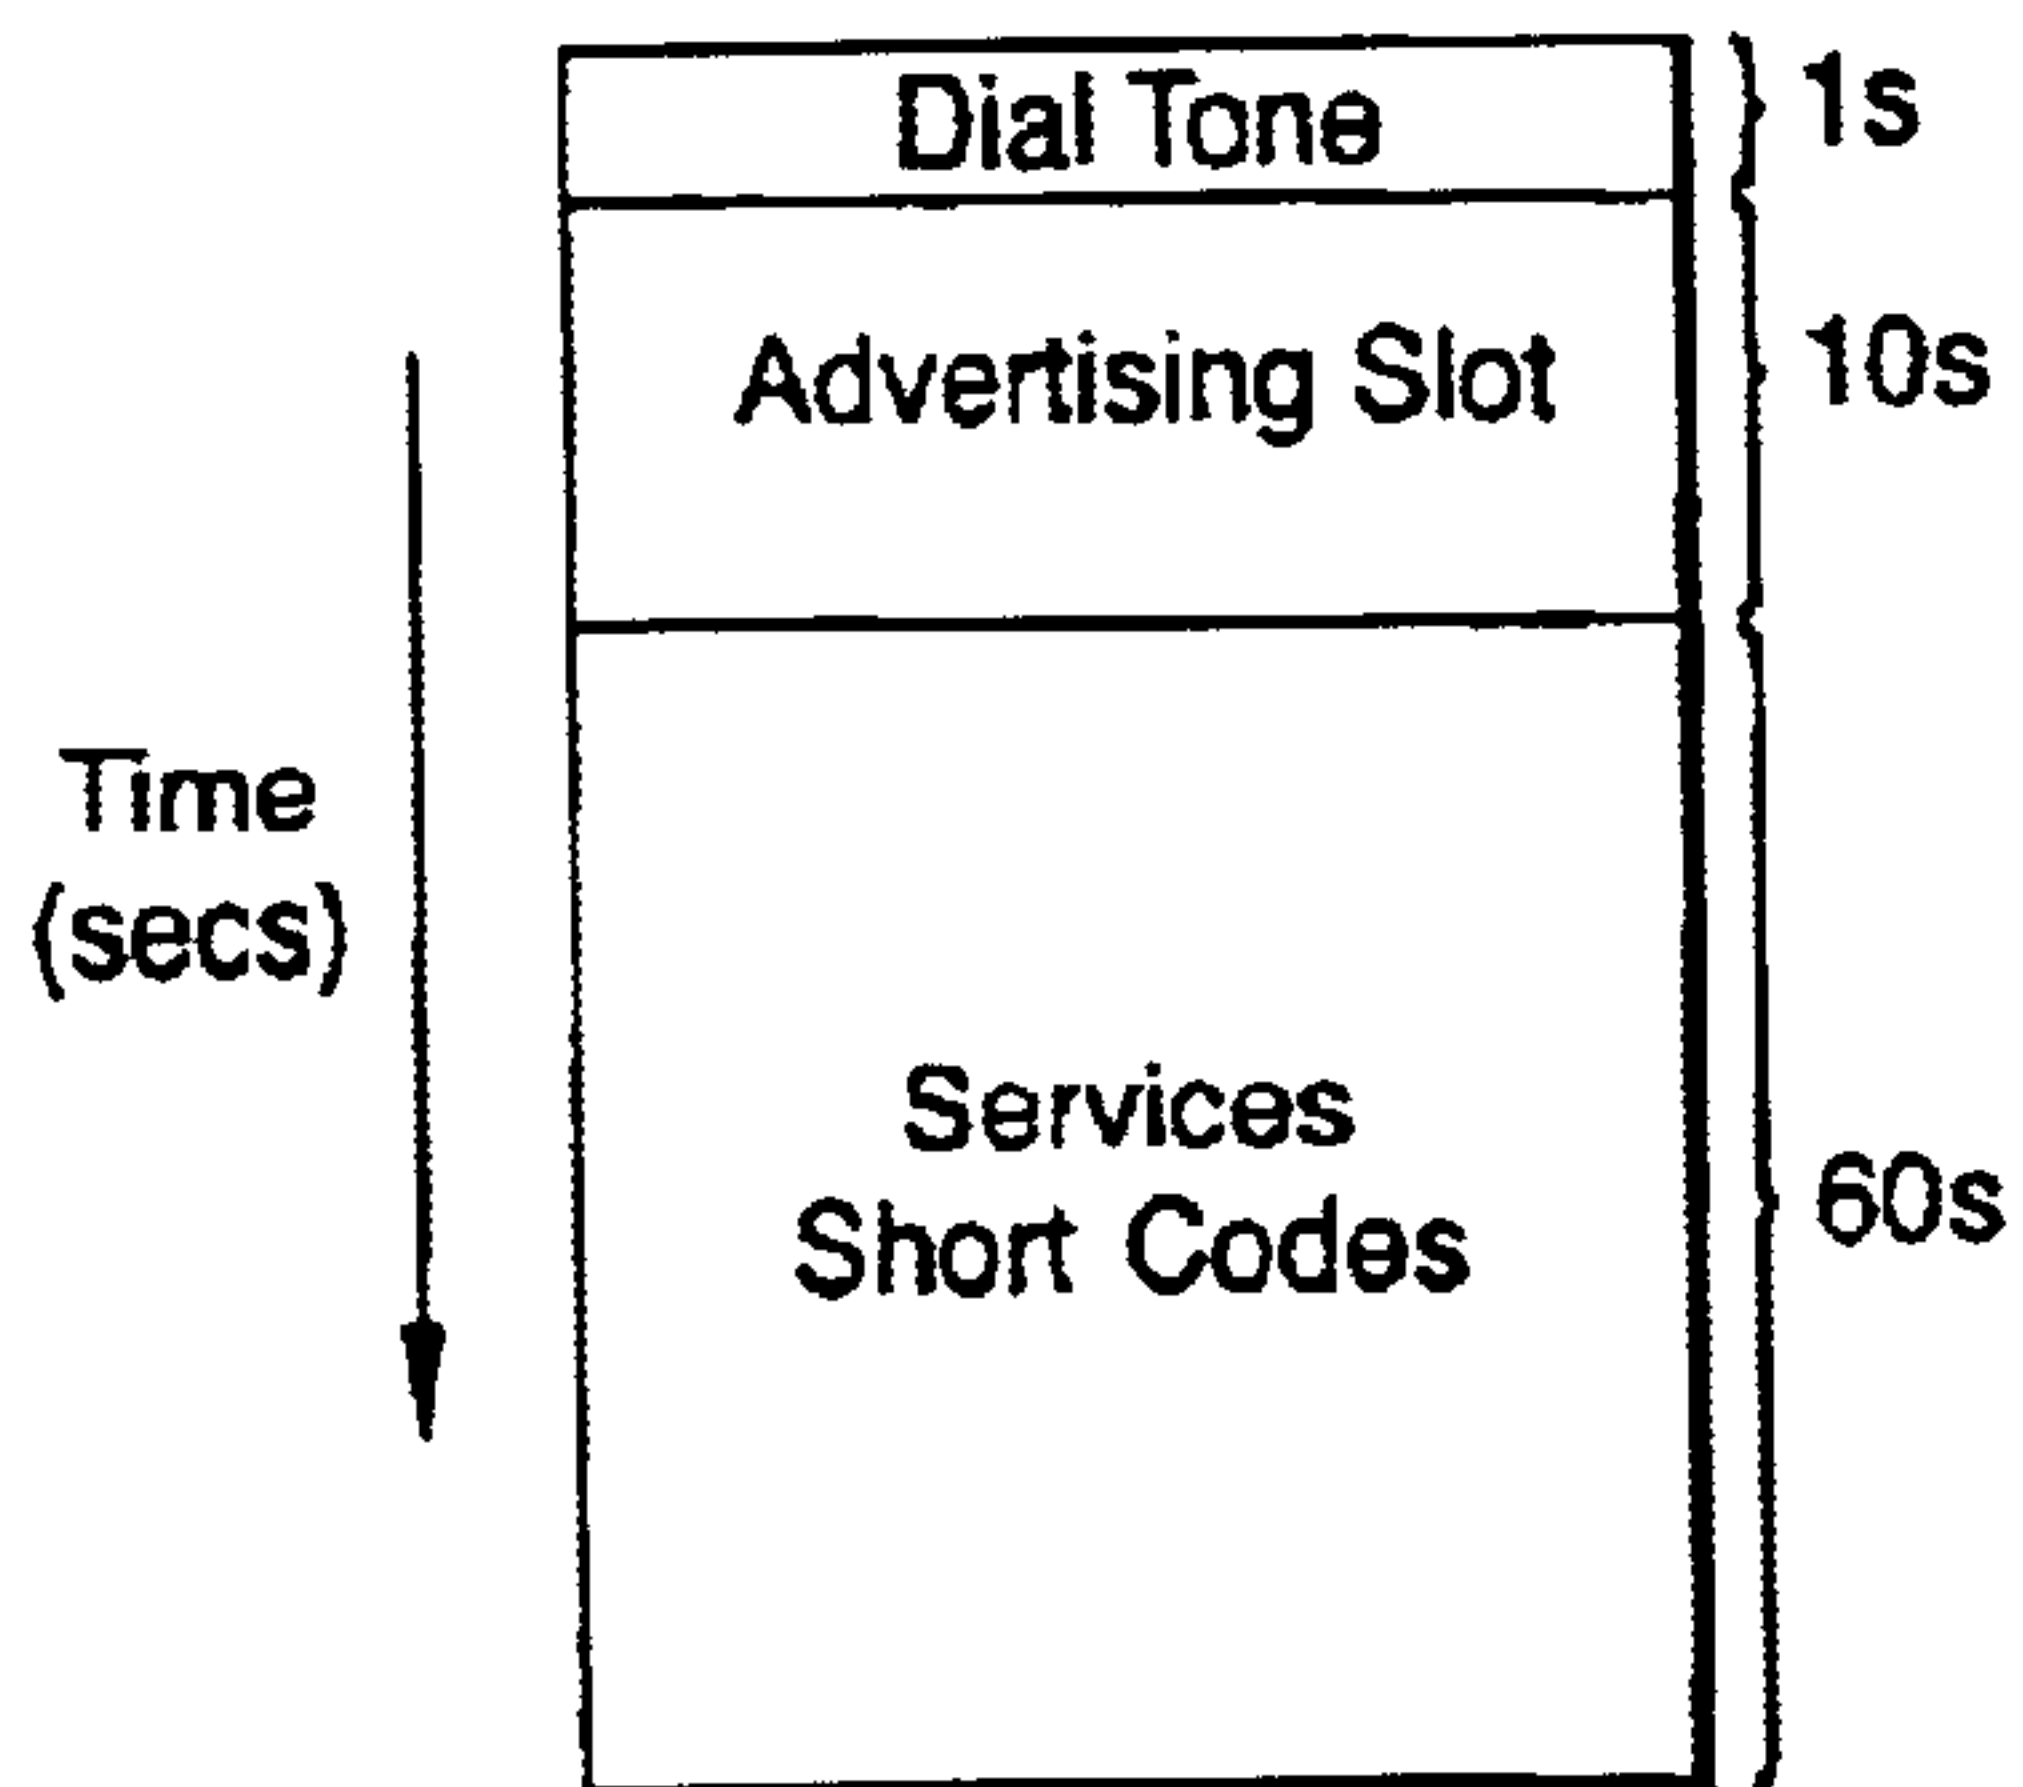 Dial Tone
1s
Advertising Slot
10s
Time
(secs)
Services
Short Codes
60s